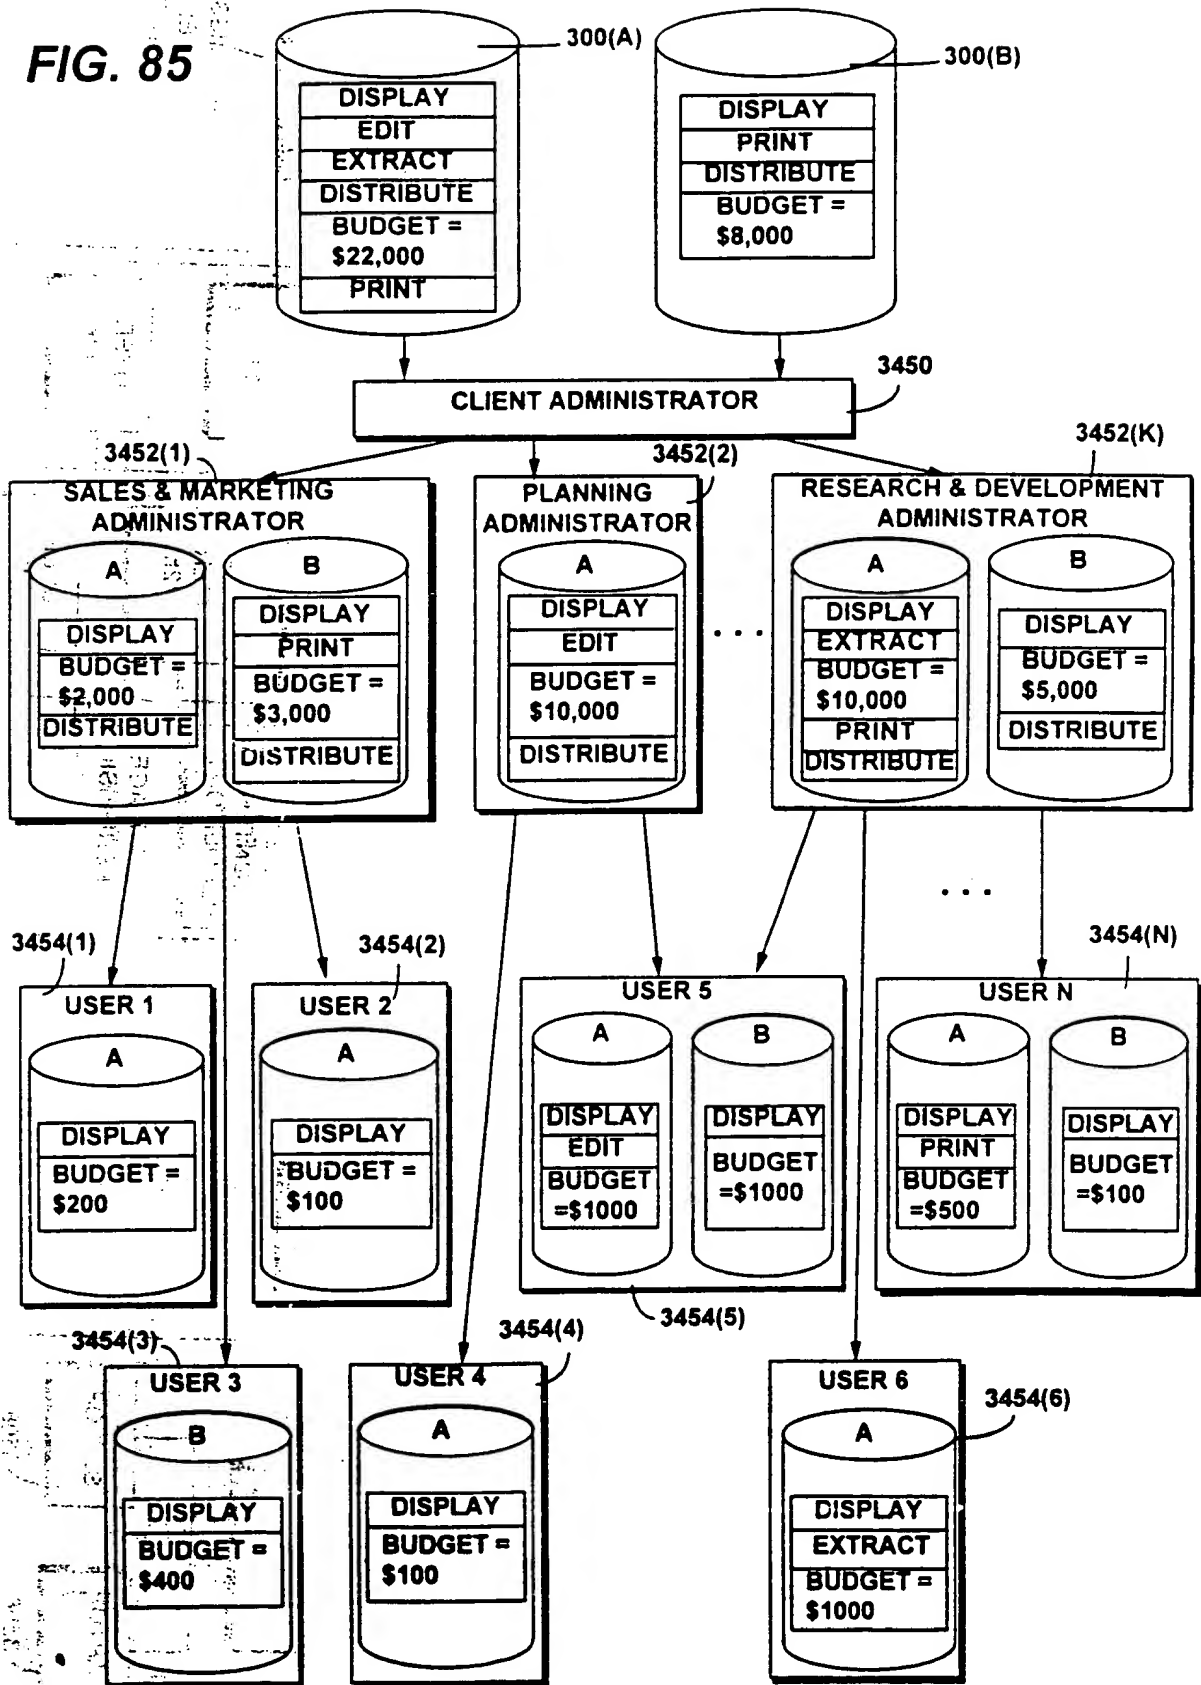 FIG. 85
300(A)
DISPLAY
EDIT
EXTRACT
DISTRIBUTE
BUDGET =
$22,000
PRINT
300(B)
DISPLAY
PRINT
DISTRIBUTE
BUDGET =
$8,000
CLIENT ADMINISTRATOR
3450
3452(1)
SALES & MARKETING
ADMINISTRATOR
A
DISPLAY
BUDGET =
$2,000
DISTRIBUTE
B
DISPLAY
PRINT
BUDGET =
$3,000
DISTRIBUTE
3452(2)
PLANNING
ADMINISTRATOR
A
DISPLAY
EDIT
BUDGET =
$10,000
DISTRIBUTE
. . .
3452(K)
RESEARCH & DEVELOPMENT
ADMINISTRATOR
A
DISPLAY
EXTRACT
BUDGET =
$10,000
PRINT
DISTRIBUTE
B
DISPLAY
BUDGET =
$5,000
DISTRIBUTE
. . .
3454(1)
USER 1
A
DISPLAY
BUDGET =
$200
3454(2)
USER 2
A
DISPLAY
BUDGET =
$100
USER 5
A
DISPLAY
EDIT
BUDGET
=$1000
B
DISPLAY
BUDGET
=$1000
3454(5)
3454(N)
USER N
A
DISPLAY
PRINT
BUDGET
=$500
B
DISPLAY
BUDGET
=$100
3454(3)
USER 3
B
DISPLAY
BUDGET =
$400
3454(4)
USER 4
A
DISPLAY
BUDGET =
$100
USER 6
3454(6)
A
DISPLAY
EXTRACT
BUDGET =
$1000